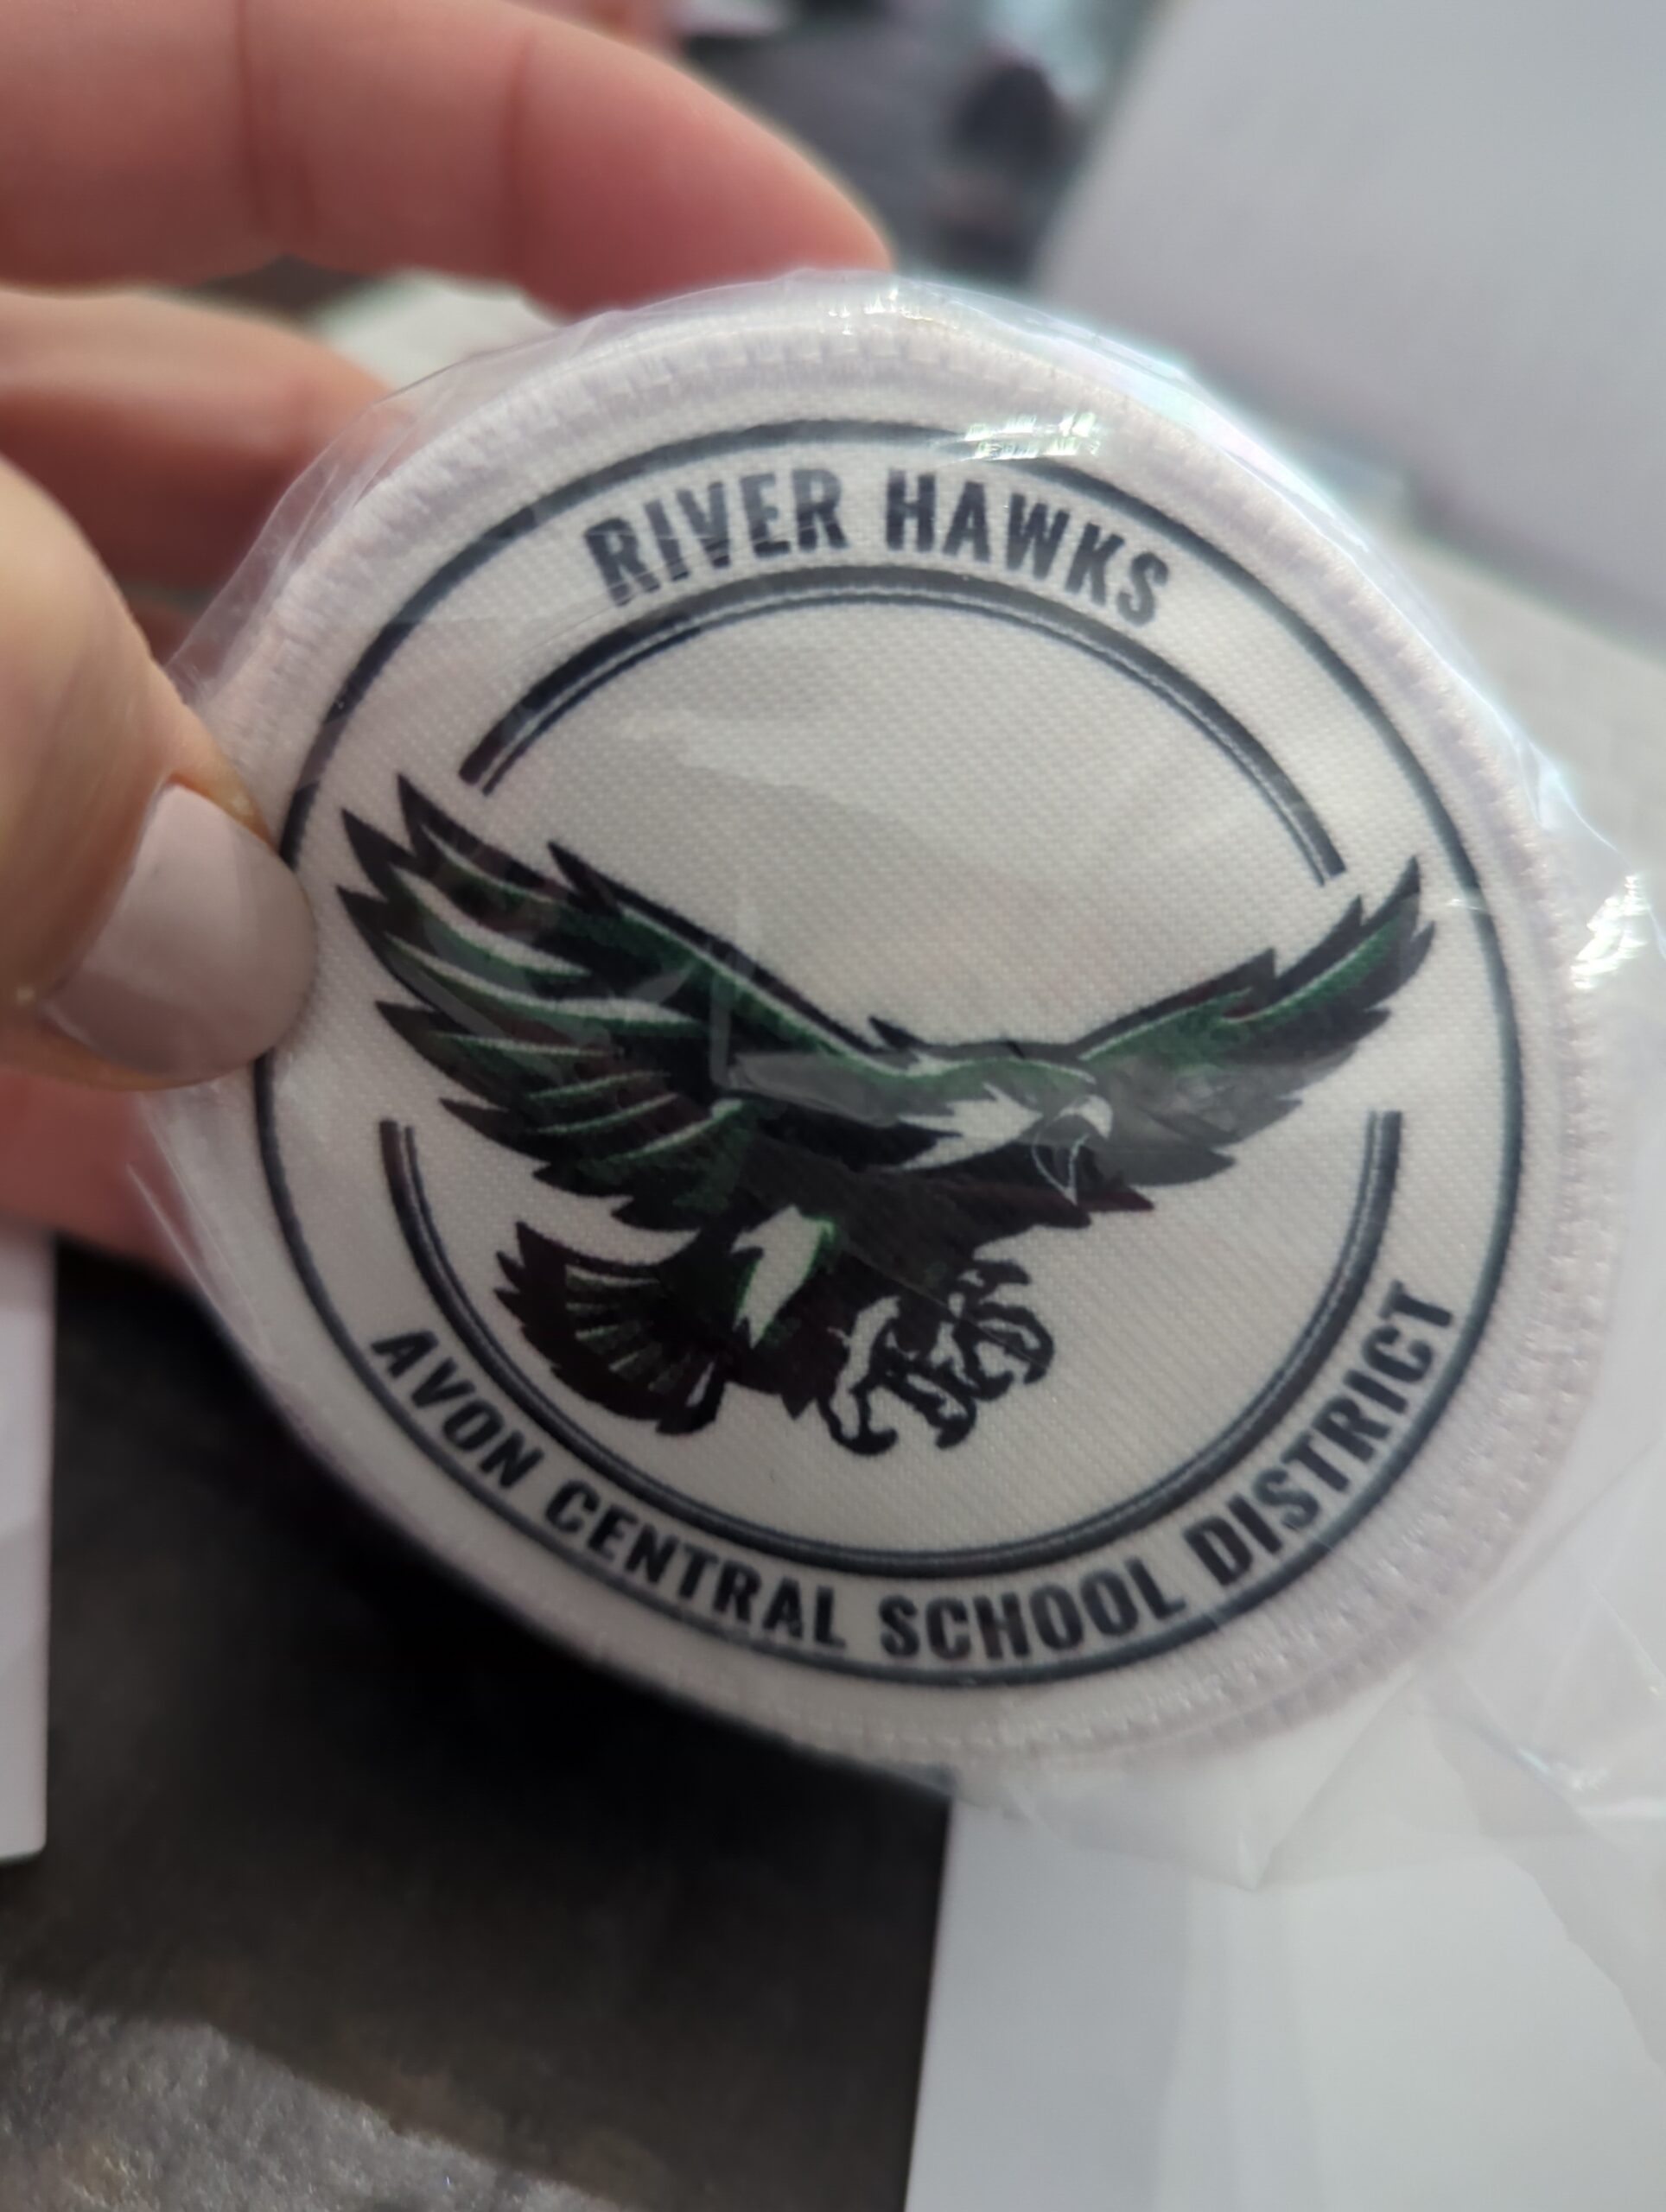 RIVER HAWKS
AVON CENTRAL SCHOOL DISTRICT